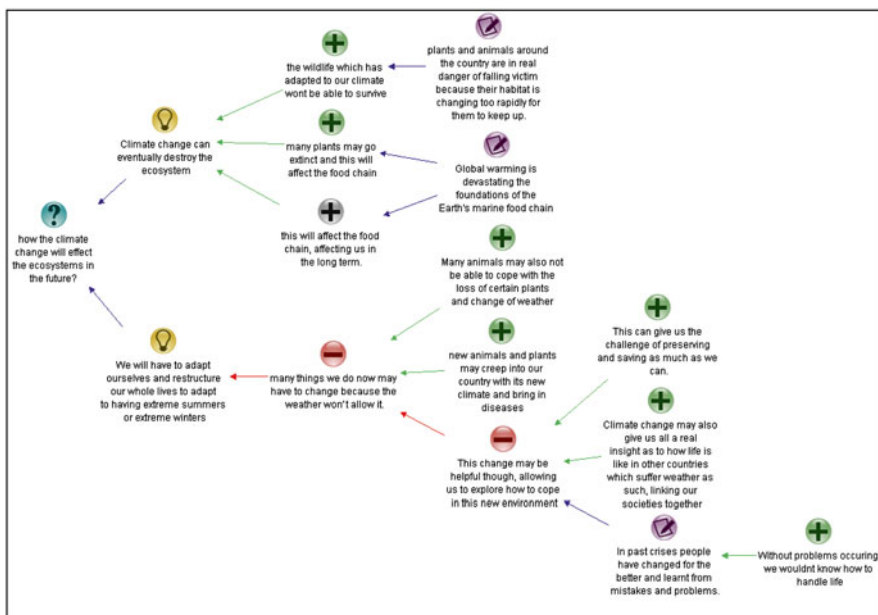 the wildlife which has
adapted to our climate
wont be able to survive
plants and animals around
the country are in real
danger of falling victim
because their habitat is
changing too rapidly for
them to keep up.
Climate change can
eventually destroy the
ecosystem
many plants may go
extinct and this will
affect the food chain
Global warming is
devastating the
foundations of the
Earth's marine food chain
?
how the climate
change will effect
the ecosystems in
the future?
this will affect the food
chain, affecting us in
the long term.
Many animals may also not
be able to cope with the
loss of certain plants
and change of weather
We will have to adapt
ourselves and restructure
our whole lives to adapt
to having extreme summers
or extreme winters
many things we do now may
have to change because the
weather won't allow it.
new animals and plants
may creep into our
country with its new
climate and bring in
diseases
This can give us the
challenge of preserving
and saving as much as we
can.
This change may be
helpful though, allowing
us to explore how to cope
in this new environment
Climate change may also
give us all a real
insight as to how life is
like in other countries
which suffer weather as
such, linking our
societies together
In past crises people
have changed for the
better and learnt from
mistakes and problems.
Without problems occuring
we wouldnt know how to
handle life